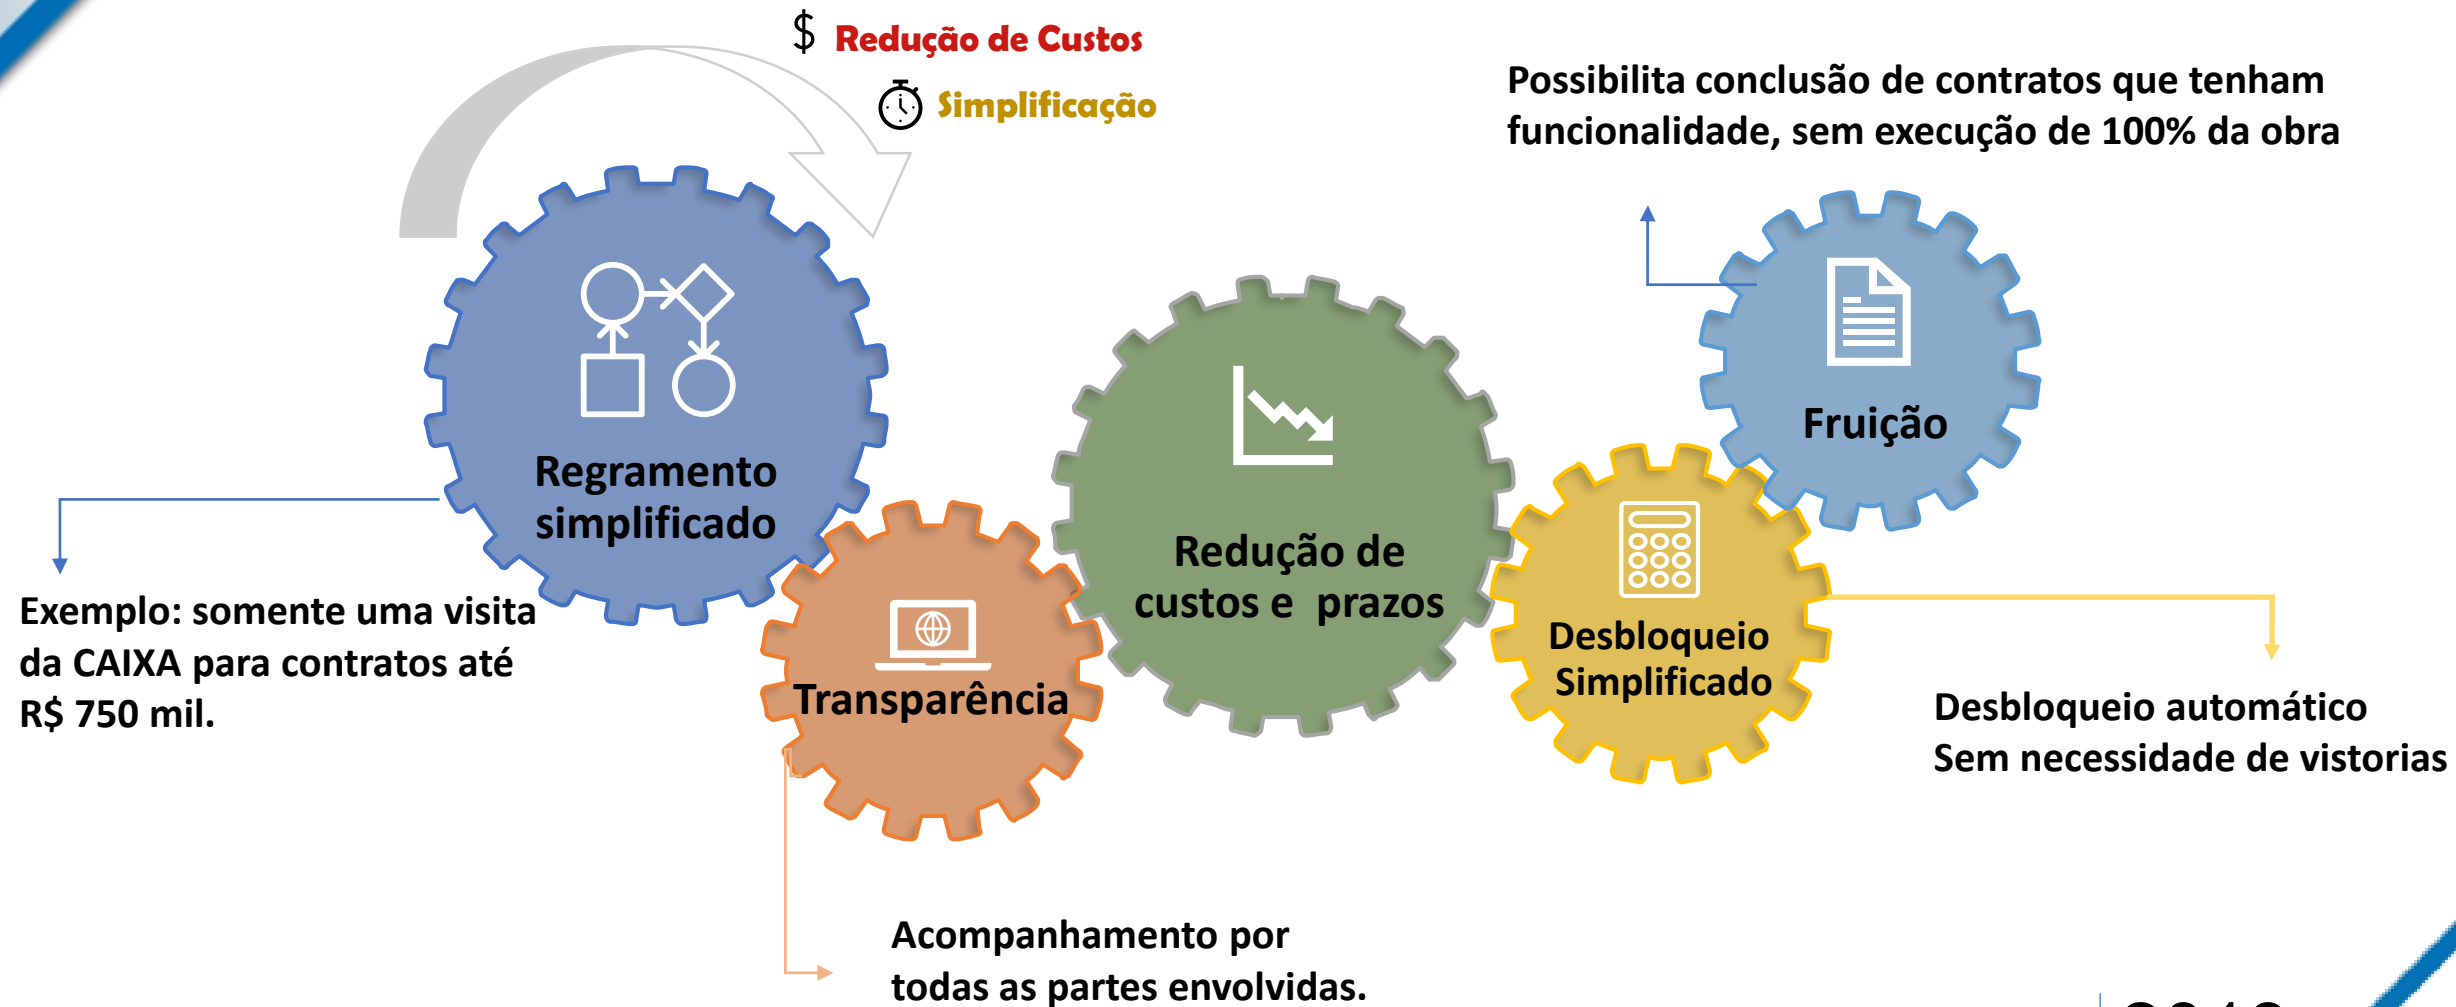 $ Redução de Custos
Simplificação
Possibilita conclusão de contratos que tenham
funcionalidade, sem execução de 100% da obra
Regramento
simplificado
Exemplo: somente uma visita
da CAIXA para contratos até
R$ 750 mil.
Transparência
Acompanhamento por
todas as partes envolvidas.
Redução de
custos e prazos
Desbloqueio
Simplificado
Desbloqueio automático
Sem necessidade de vistorias
Fruição